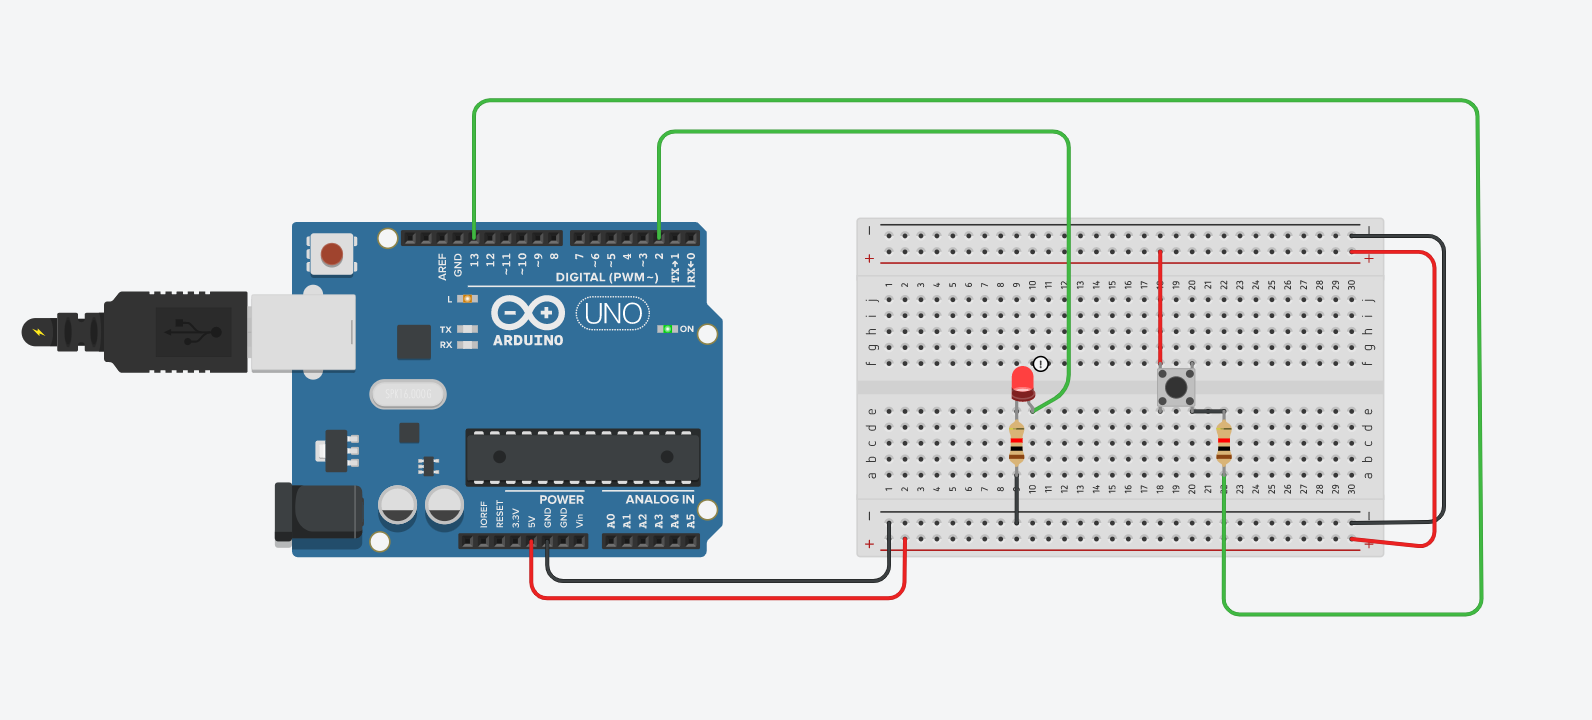 AREF
GND
13
12
~11
~10
~9
8
7
~6
~5
4
~3
2
TX→1
RX←0
DIGITAL (PWM~)
L
TX
RX
UNO
ARDUINO
ON
POWER
ANALOG IN
IOREF
RESET
3.3V
5V
GND
GND
Vin
A0
A1
A2
A3
A4
A5
− −
+ +
1 2 3 4 5 6 7 8 9 10 11 12 13 14 15 16 17 18 19 20 21 22 23 24 25 26 27 28 29 30
j j
i i
h h
g g
f f
!
e e
d d
c c
b b
a a
1 2 3 4 5 6 7 8 9 10 11 12 13 14 15 16 17 18 19 20 21 22 23 24 25 26 27 28 29 30
− −
+ +